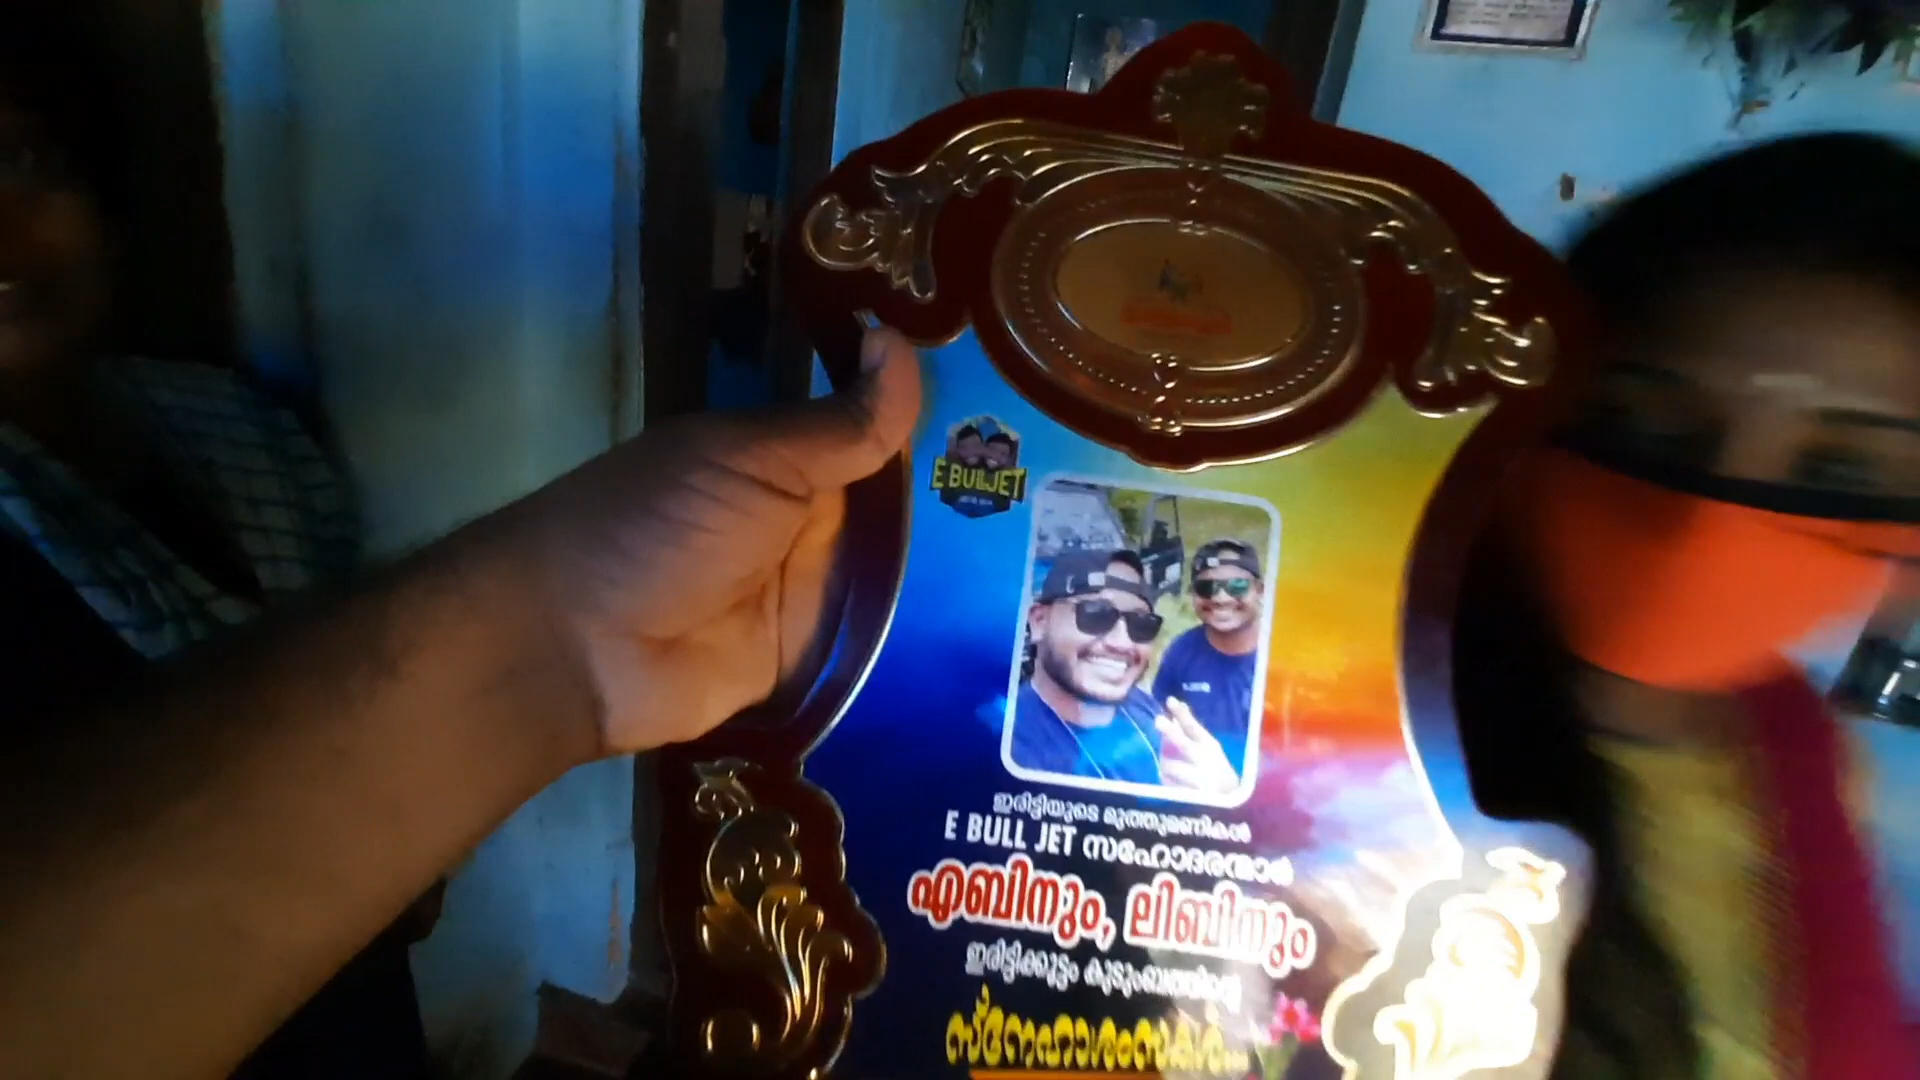 E BULLJET
ഇരിട്ടിയുടെ മുത്തുമണികൾ
E BULL JET സഹോദരന്മാർ
എബിനും, ലിബിനും
ഇരിട്ടിക്കൂട്ടം കുടുംബത്തിന്റെ
സ്നേഹാശംസകൾ...